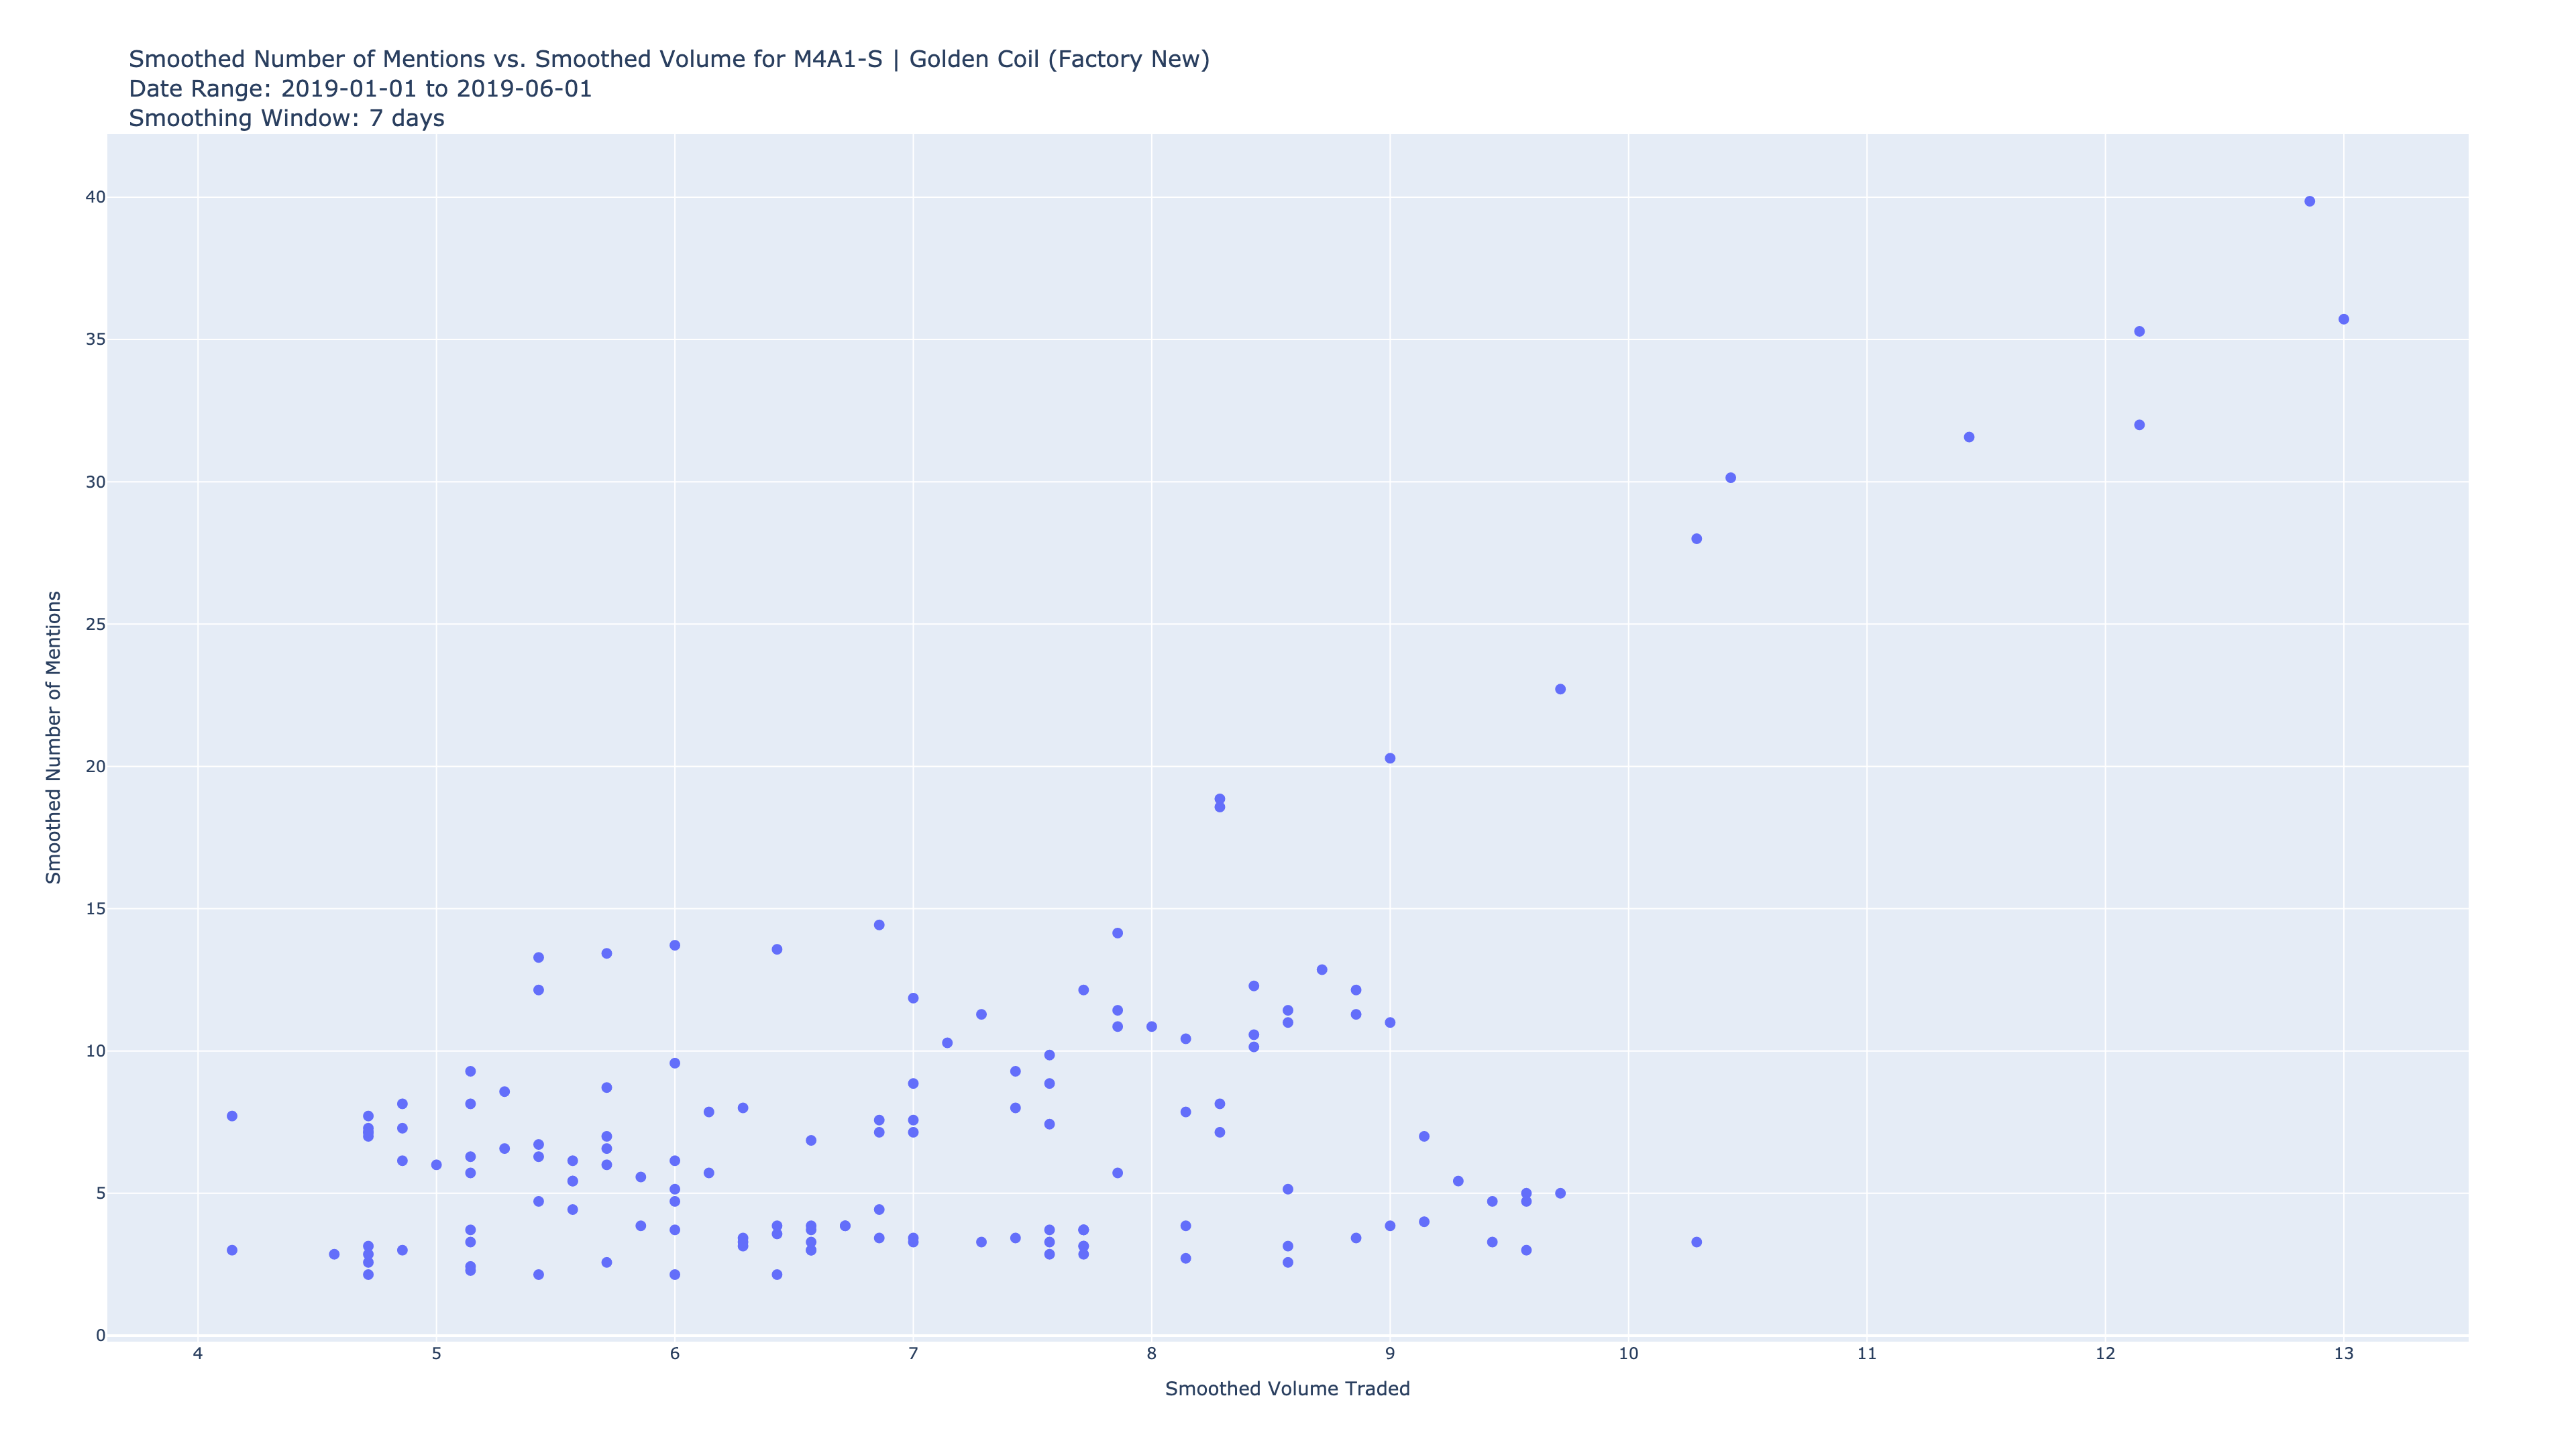 Smoothed Number of Mentions vs. Smoothed Volume for M4A1-S | Golden Coil (Factory New)
Date Range: 2019-01-01 to 2019-06-01
Smoothing Window: 7 days
Smoothed Number of Mentions
40
35
30
25
20
15
10
5
0
4 5 6 7 8 9 10 11 12 13
Smoothed Volume Traded